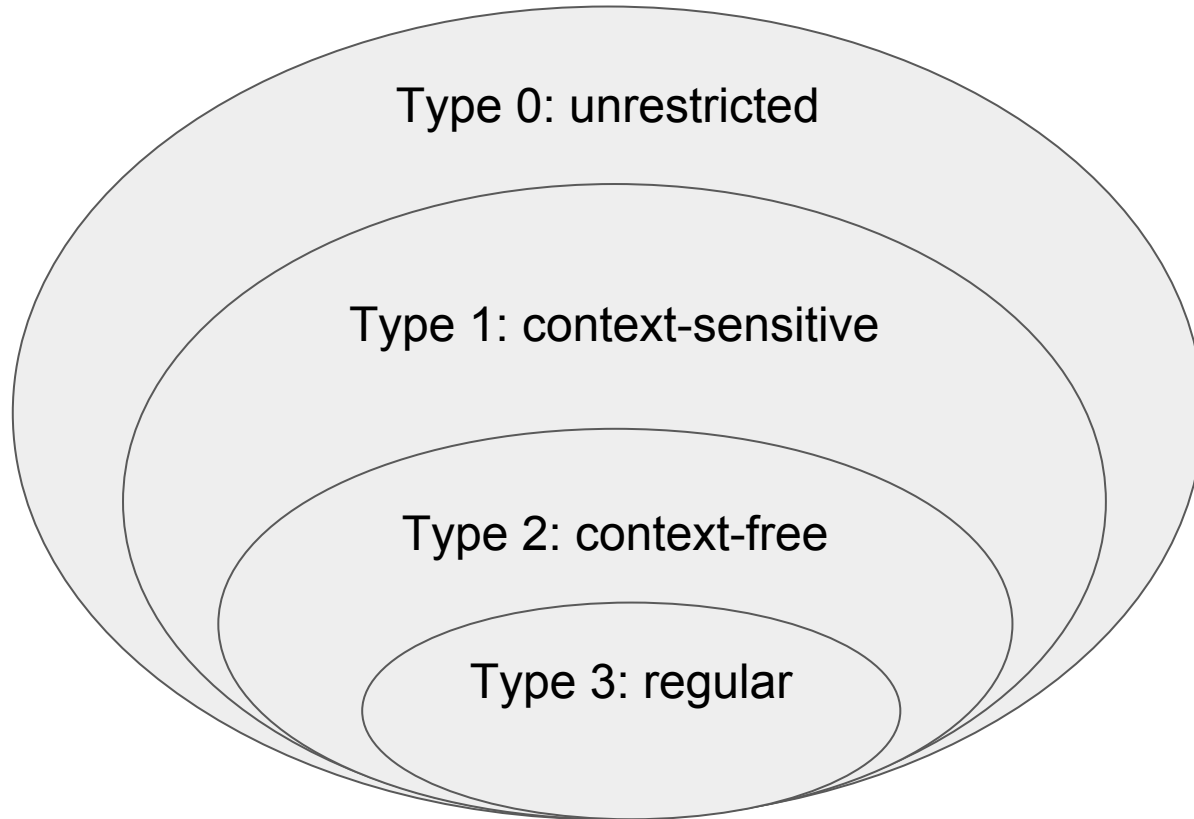 Type 0: unrestricted
Type 1: context-sensitive
Type 2: context-free
Type 3: regular